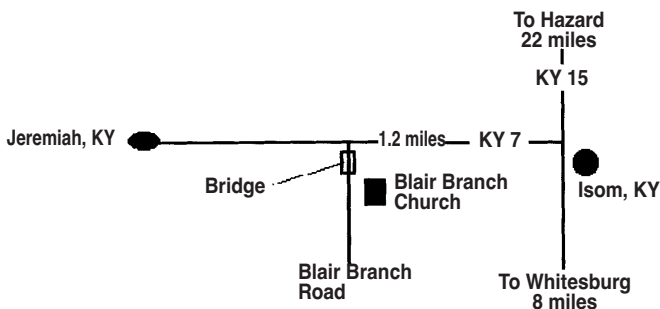 To Hazard
22 miles
KY 15
Jeremiah, KY
1.2 miles
KY 7
Bridge
Blair Branch
Church
Isom, KY
Blair Branch
Road
To Whitesburg
8 miles